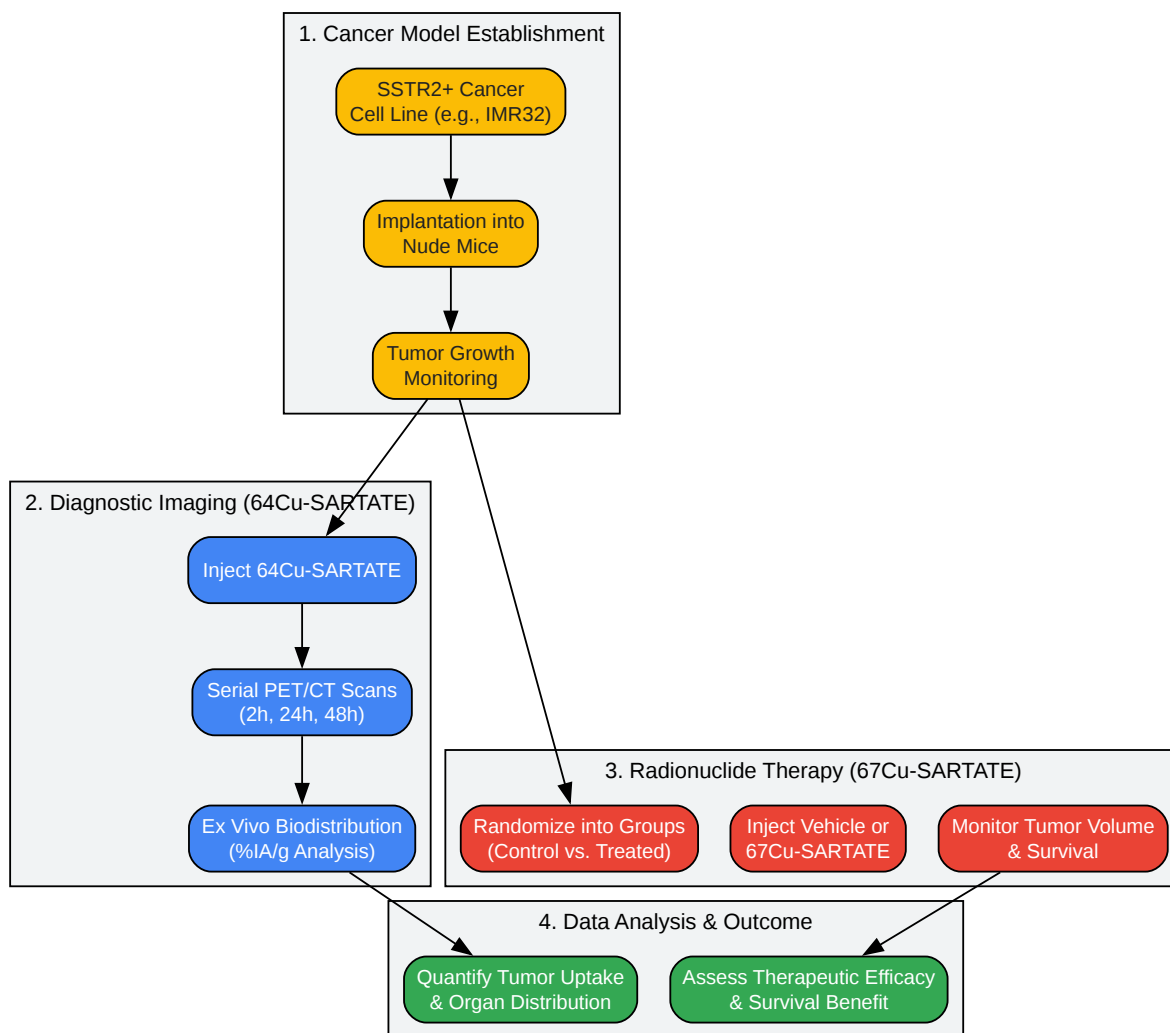 1. Cancer Model Establishment
SSTR2+ Cancer
Cell Line (e.g., IMR32)
Implantation into
Nude Mice
Tumor Growth
Monitoring
2. Diagnostic Imaging (64Cu-SARTATE)
Inject 64Cu-SARTATE
Serial PET/CT Scans
(2h, 24h, 48h)
Ex Vivo Biodistribution
(%IA/g Analysis)
3. Radionuclide Therapy (67Cu-SARTATE)
Randomize into Groups
(Control vs. Treated)
Inject Vehicle or
67Cu-SARTATE
Monitor Tumor Volume
& Survival
4. Data Analysis & Outcome
Quantify Tumor Uptake
& Organ Distribution
Assess Therapeutic Efficacy
& Survival Benefit